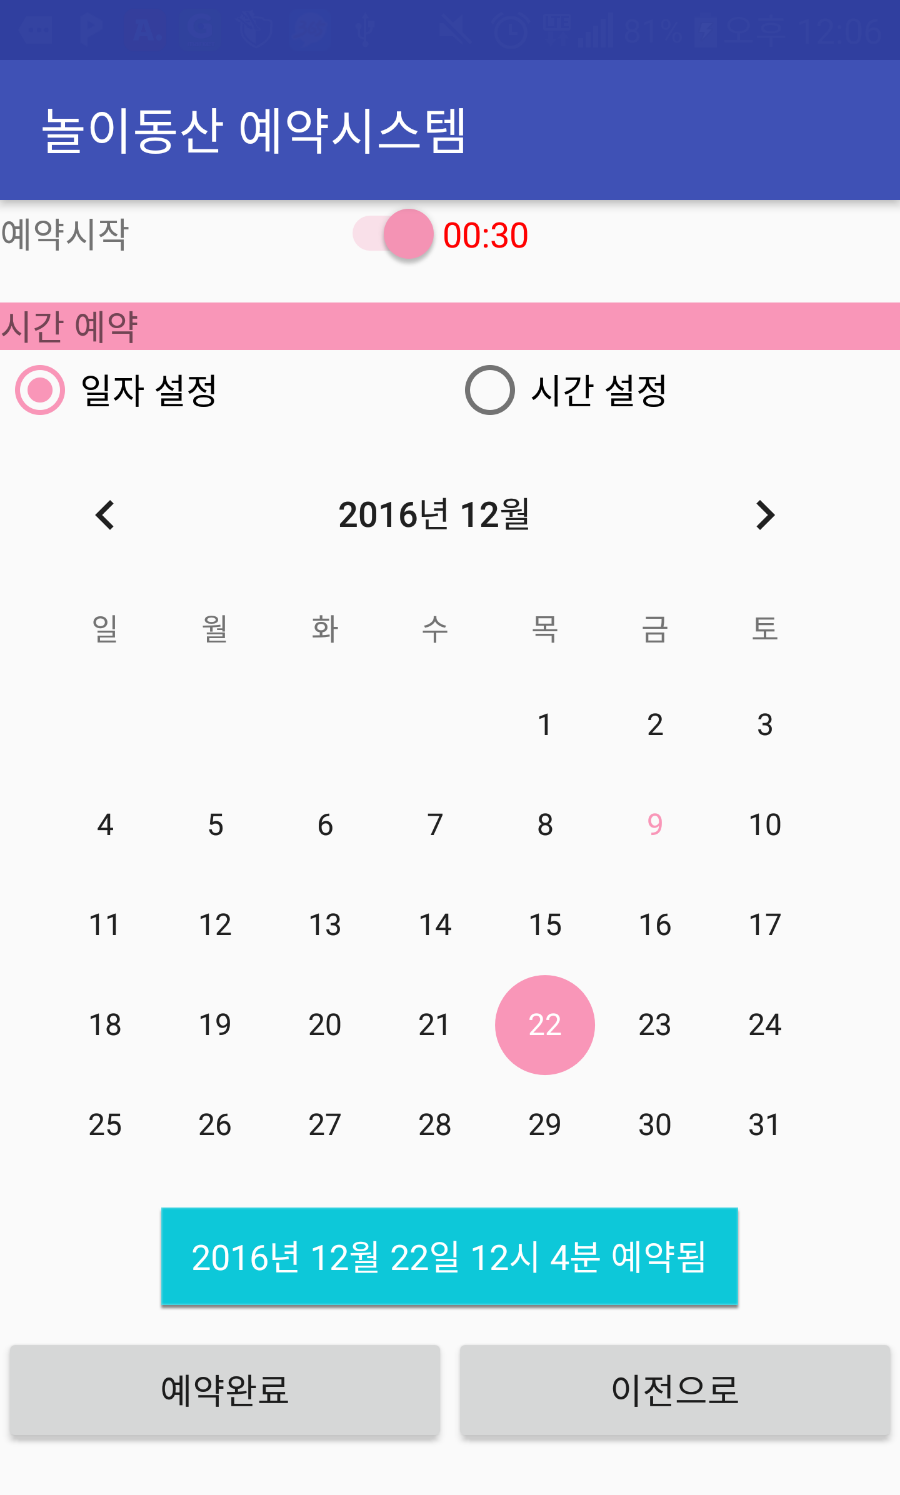 81% 오후 12:06
놀이동산 예약시스템
예약시작 00:30
시간 예약
일자 설정 시간 설정
2016년 12월
일 월 화 수 목 금 토
1 2 3
4 5 6 7 8 9 10
11 12 13 14 15 16 17
18 19 20 21 22 23 24
25 26 27 28 29 30 31
2016년 12월 22일 12시 4분 예약됨
예약완료 이전으로